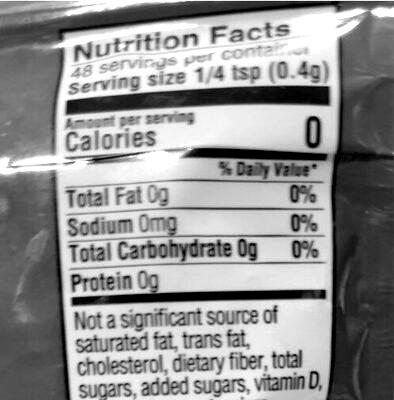 Nutrition Facts
48 servings per container
Serving size 1/4 tsp (0.4g)
Amount per serving
Calories 0
% Daily Value*
Total Fat 0g 0%
Sodium 0mg 0%
Total Carbohydrate 0g 0%
Protein 0g
Not a significant source of
saturated fat, trans fat,
cholesterol, dietary fiber, total
sugars, added sugars, vitamin D,